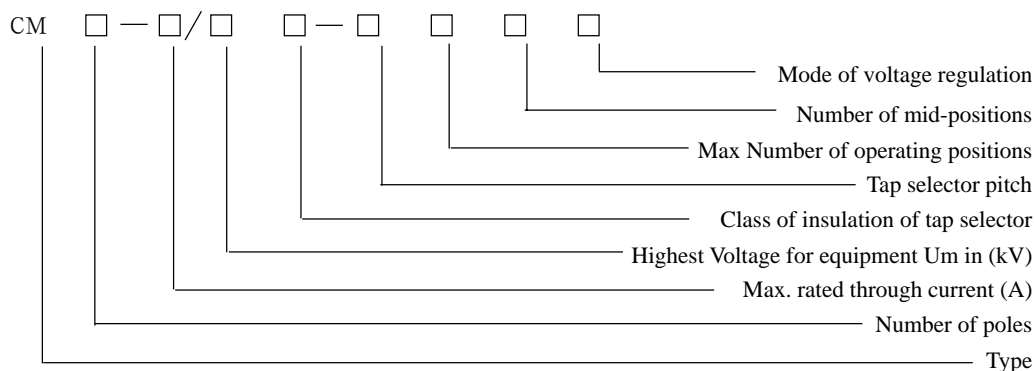 CM □—□/□ □—□ □ □ □
Mode of voltage regulation
Number of mid-positions
Max Number of operating positions
Tap selector pitch
Class of insulation of tap selector
Highest Voltage for equipment Um in (kV)
Max. rated through current (A)
Number of poles
Type